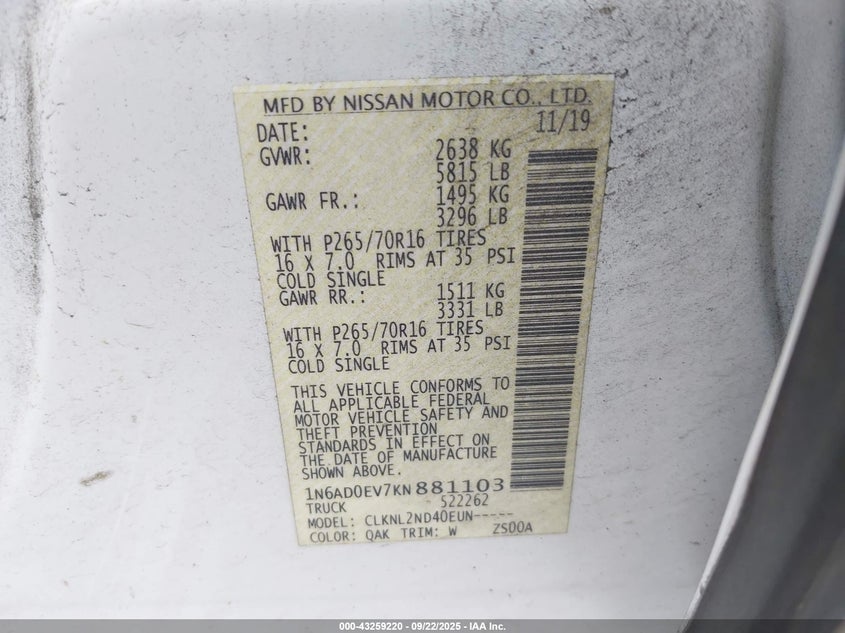 MFD BY NISSAN MOTOR CO., LTD.
DATE: 11/19
GVWR: 2638 KG
5815 LB
GAWR FR.: 1495 KG
3296 LB
WITH P265/70R16 TIRES
16 X 7.0 RIMS AT 35 PSI
COLD SINGLE
GAWR RR.: 1511 KG
3331 LB
WITH P265/70R16 TIRES
16 X 7.0 RIMS AT 35 PSI
COLD SINGLE
THIS VEHICLE CONFORMS TO
ALL APPLICABLE FEDERAL
MOTOR VEHICLE SAFETY AND
THEFT PREVENTION
STANDARDS IN EFFECT ON
THE DATE OF MANUFACTURE
SHOWN ABOVE.
1N6AD0EV7KN881103
TRUCK 522262
MODEL: CLKNL2ND40EUN-----
COLOR: QAK TRIM: W ZS00A
000-43259220 - 09/22/2025 - IAA Inc.